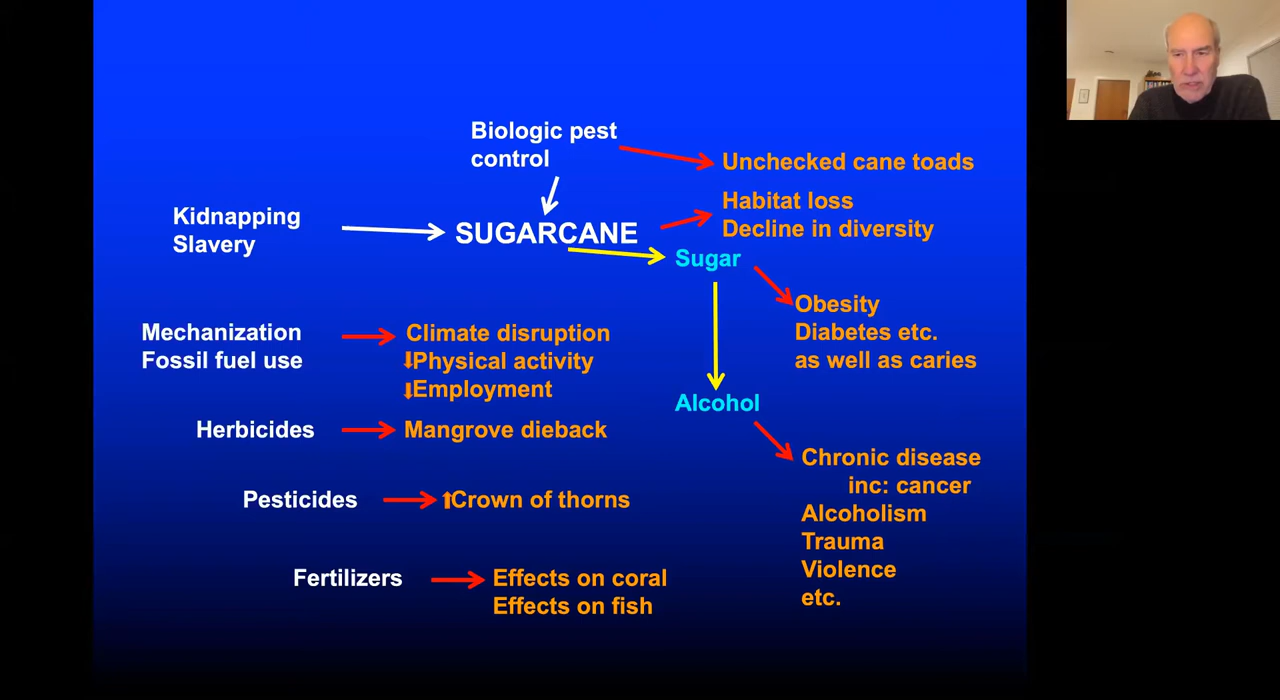 Biologic pest
control
Unchecked cane toads
Kidnapping
Slavery
SUGARCANE
Habitat loss
Decline in diversity
Sugar
Obesity
Diabetes etc.
as well as caries
Mechanization
Fossil fuel use
Climate disruption
⬇Physical activity
⬇Employment
Alcohol
Herbicides
Mangrove dieback
Chronic disease
inc: cancer
Alcoholism
Trauma
Violence
etc.
Pesticides
⬆Crown of thorns
Fertilizers
Effects on coral
Effects on fish